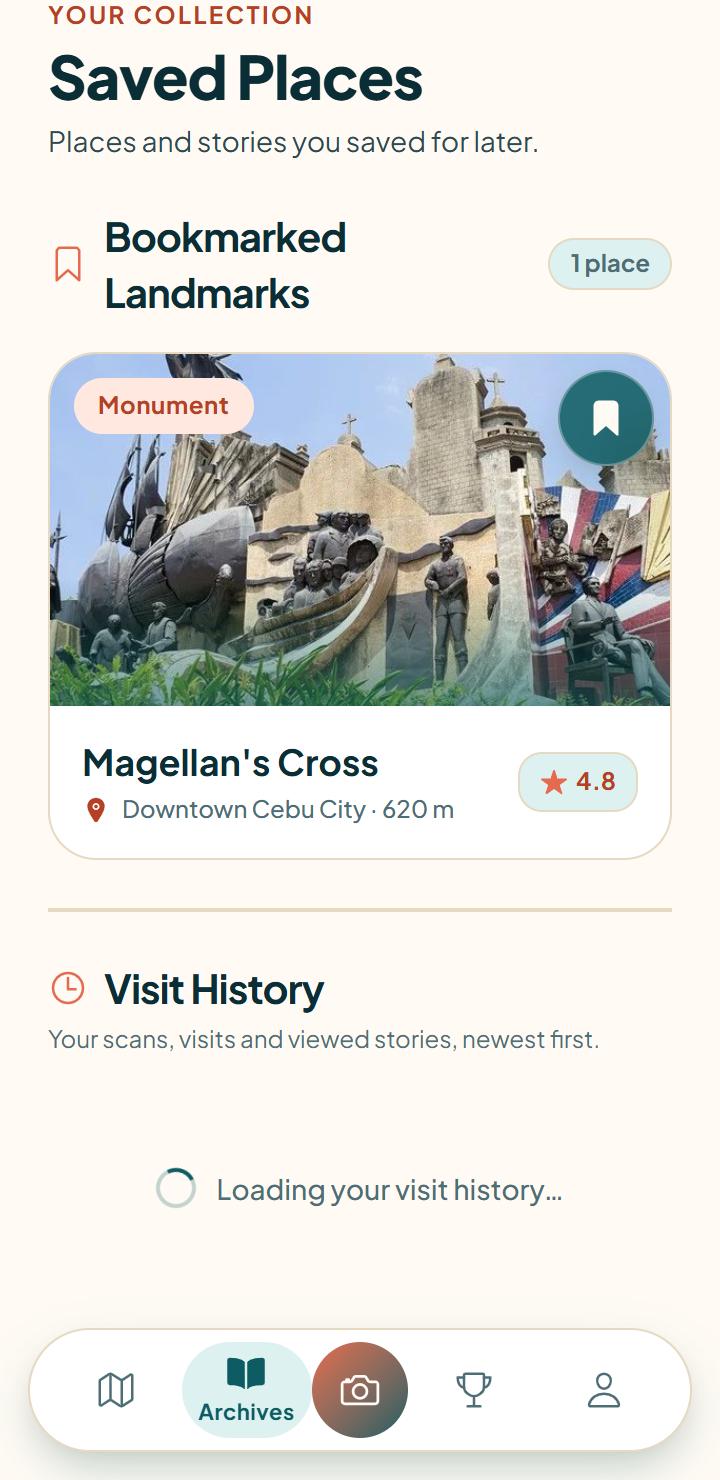 YOUR COLLECTION
Saved Places
Places and stories you saved for later.
Bookmarked
Landmarks
1 place
Monument
Magellan's Cross
4.8
Downtown Cebu City · 620 m
Visit History
Your scans, visits and viewed stories, newest first.
Loading your visit history…
Archives